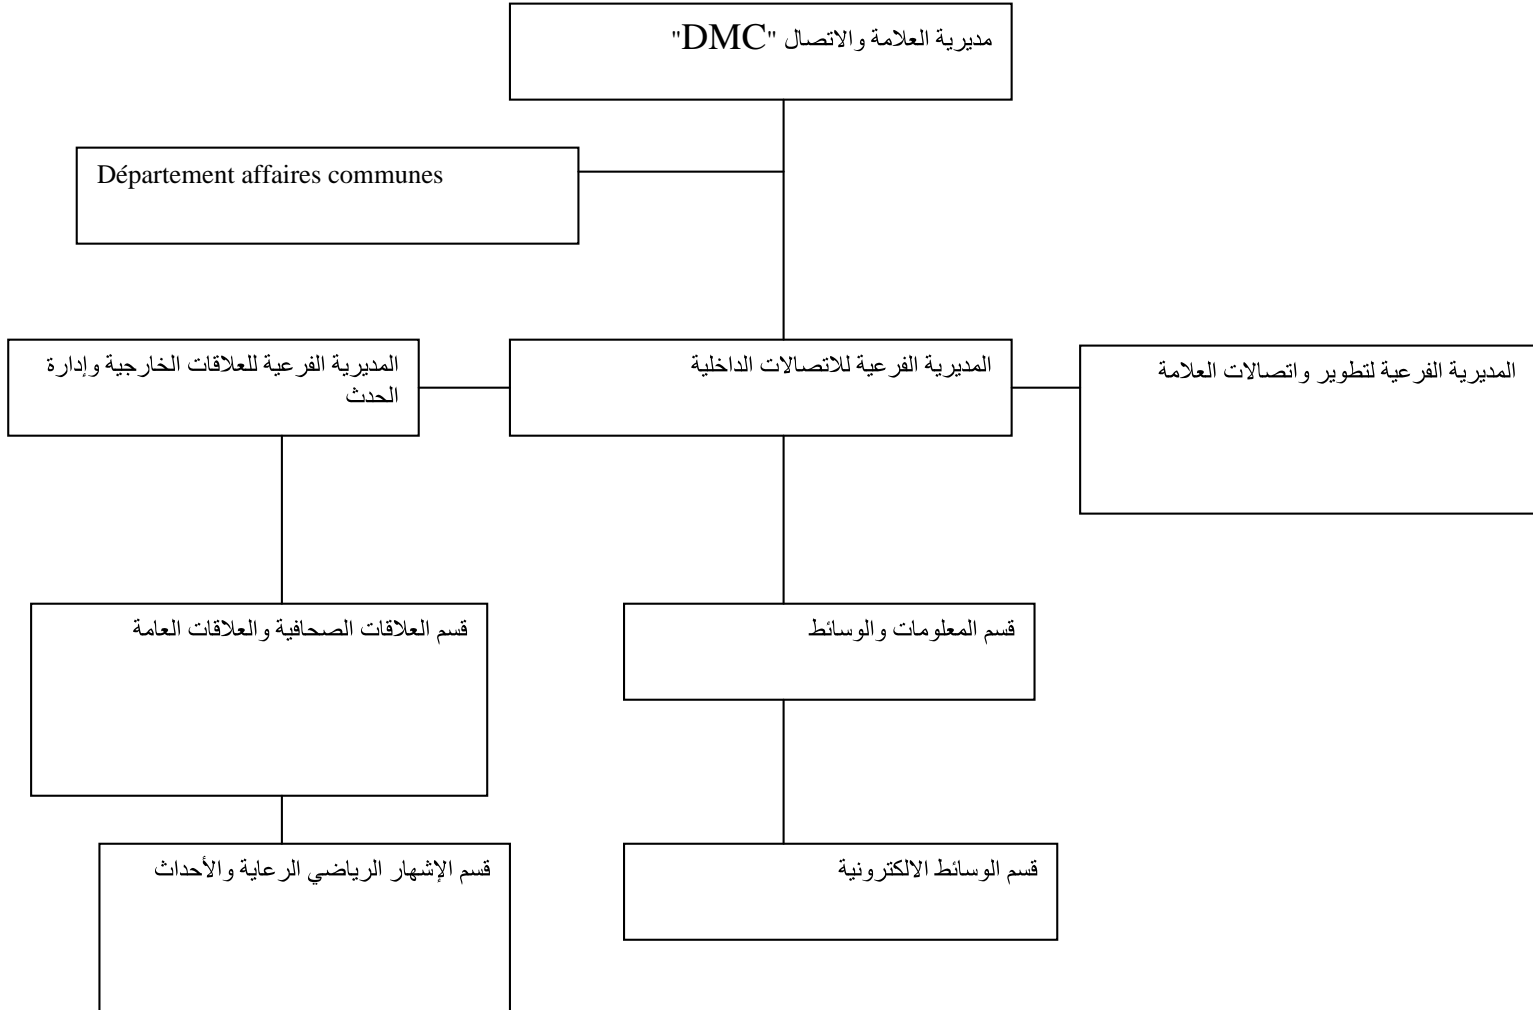 مديرية العلامة والاتصال "DMC"
Département affaires communes
المديرية الفرعية لتطوير واتصالات العلامة
المديرية الفرعية للاتصالات الداخلية
المديرية الفرعية للعلاقات الخارجية وإدارة
الحدث
قسم المعلومات والوسائط
قسم العلاقات الصحافية والعلاقات العامة
قسم الوسائط الالكترونية
قسم الإشهار الرياضي الرعاية والأحداث